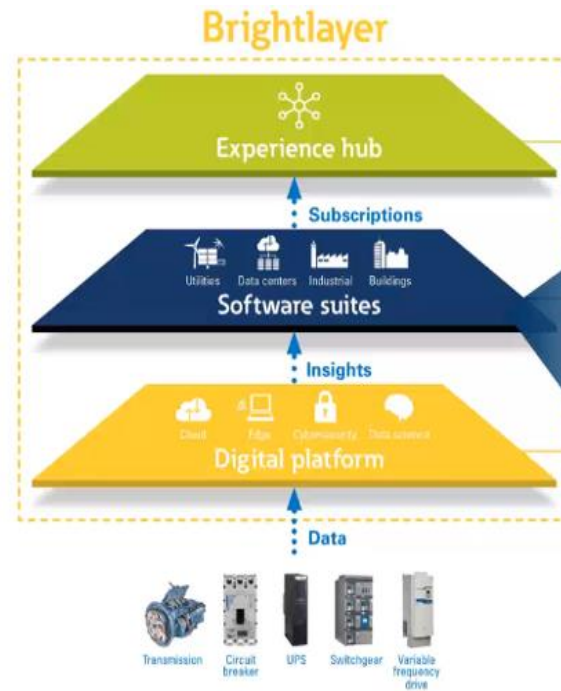 Brightlayer
Experience hub
Subscriptions
Utilities Data centers Industrial Buildings
Software suites
Insights
Cloud Edge Cybersecurity Data science
Digital platform
Data
Transmission Circuit breaker UPS Switchgear Variable frequency drive